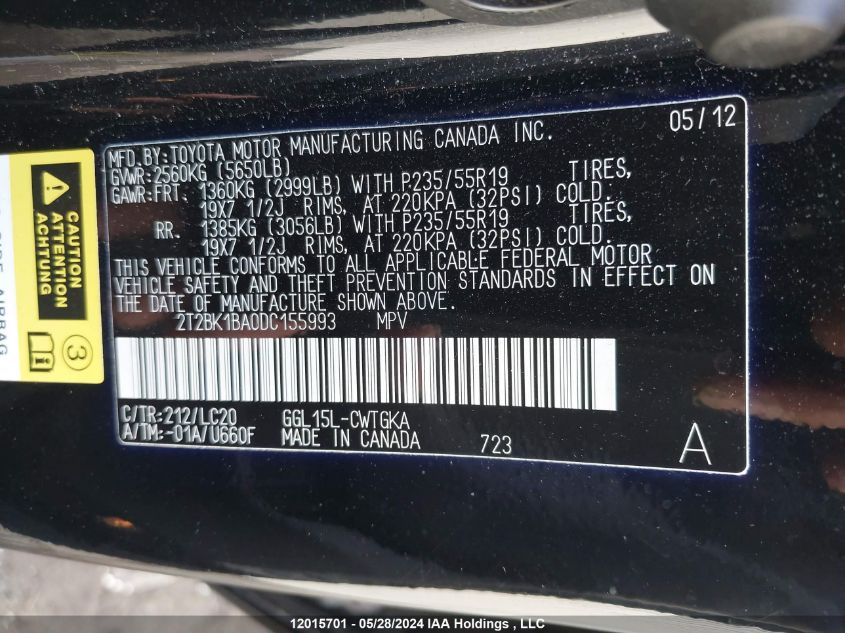 05/12
MFD.BY:TOYOTA MOTOR MANUFACTURING CANADA INC.
GVWR:2560KG (5650LB)
GAWR:FRT. 1360KG (2999LB) WITH P235/55R19 TIRES,
19X7 1/2J RIMS, AT 220KPA (32PSI) COLD.
RR. 1385KG (3056LB) WITH P235/55R19 TIRES,
19X7 1/2J RIMS, AT 220KPA (32PSI) COLD.
THIS VEHICLE CONFORMS TO ALL APPLICABLE FEDERAL MOTOR
VEHICLE SAFETY AND THEFT PREVENTION STANDARDS IN EFFECT ON
THE DATE OF MANUFACTURE SHOWN ABOVE.
2T2BK1BA0DC155993 MPV
C/TR:212/LC20 GGL15L-CWTGKA
A/TM:-01A/U660F MADE IN CANADA 723 A
CAUTION
ATTENTION
ACHTUNG
3
SIDE AIRBAG
12015701 - 05/28/2024 IAA Holdings , LLC